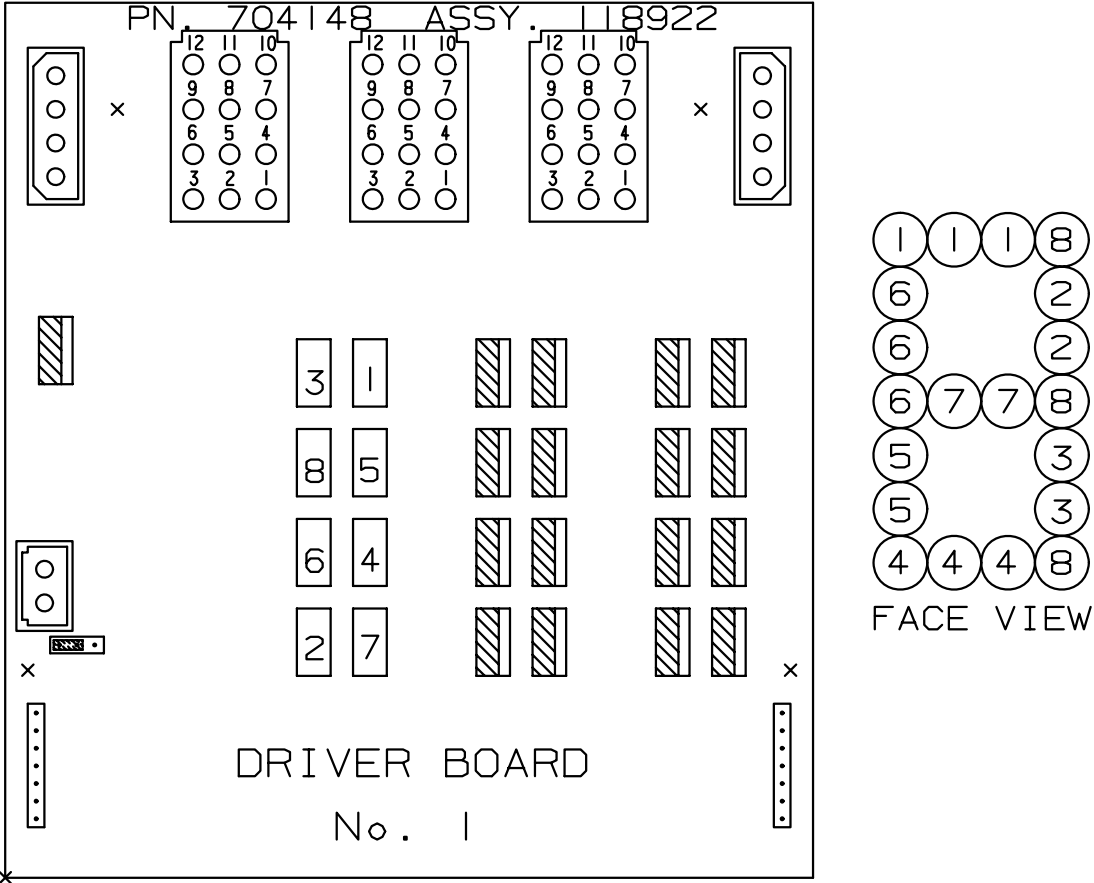 PN. 704148 ASSY. 118922
12 11 10 12 11 10 12 11 10
9 8 7 9 8 7 9 8 7
6 5 4 6 5 4 6 5 4
3 2 1 3 2 1 3 2 1
3 1
8 5
6 4
2 7
DRIVER BOARD
No. 1
1 1 1 8
6 2
6 2
6 7 7 8
5 3
5 3
4 4 4 8
FACE VIEW